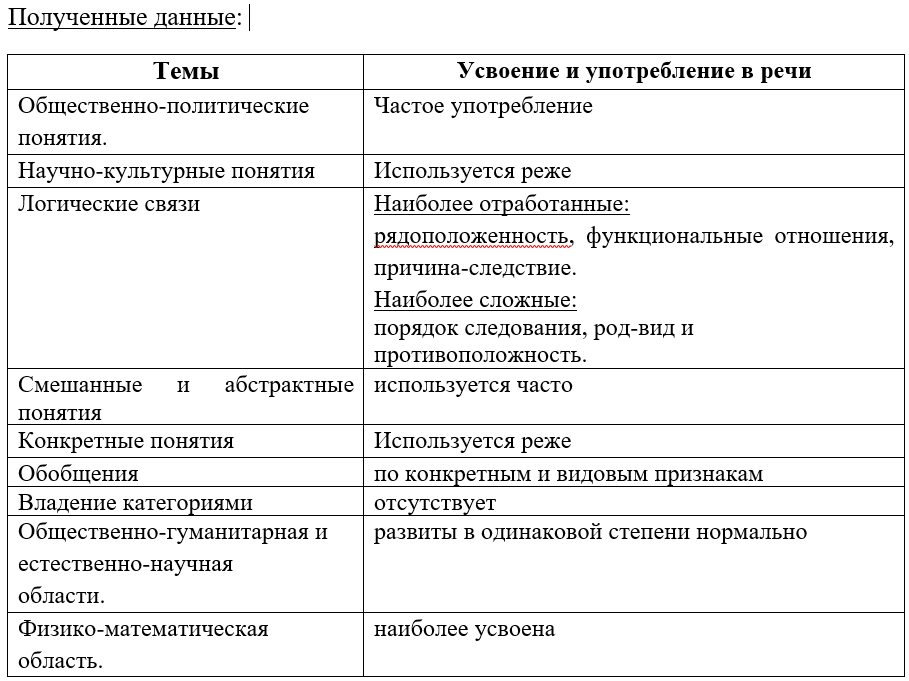 Полученные данные:
Темы
Усвоение и употребление в речи
Общественно-политические
понятия.
Частое употребление
Научно-культурные понятия
Используется реже
Логические связи
Наиболее отработанные:
рядоположенность, функциональные отношения,
причина-следствие.
Наиболее сложные:
порядок следования, род-вид и
противоположность.
Смешанные и абстрактные
понятия
используется часто
Конкретные понятия
Используется реже
Обобщения
по конкретным и видовым признакам
Владение категориями
отсутствует
Общественно-гуманитарная и
естественно-научная
области.
развиты в одинаковой степени нормально
Физико-математическая
область.
наиболее усвоена